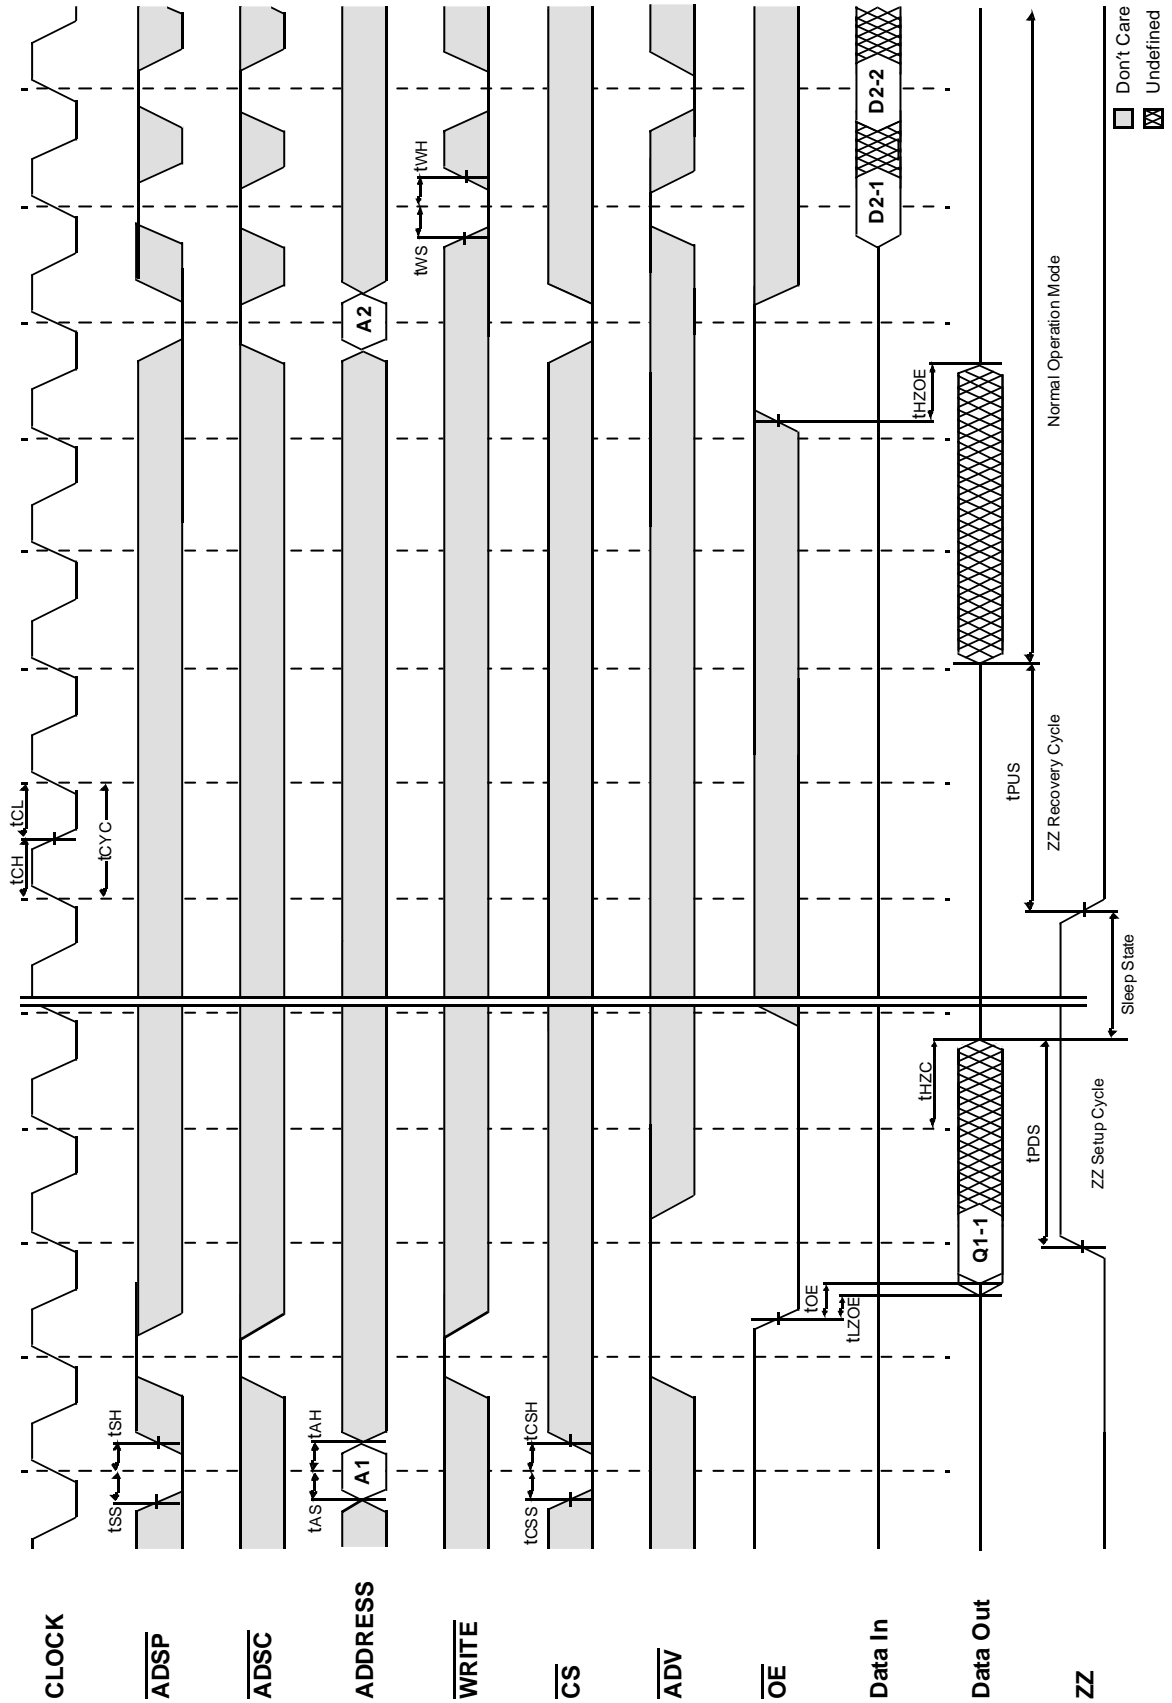 CLOCK
tCH
tCL
tCYC
ADSP
tSS
tSH
ADSC
ADDRESS
tAS
tAH
A1
A2
WRITE
tWS
tWH
CS
tCSS
tCSH
ADV
OE
tOE
tLZOE
tHZOE
Data In
D2-1
D2-2
Data Out
Q1-1
tHZC
tPDS
tPUS
ZZ Setup Cycle
ZZ Recovery Cycle
Normal Operation Mode
ZZ
Sleep State
Don't Care
Undefined